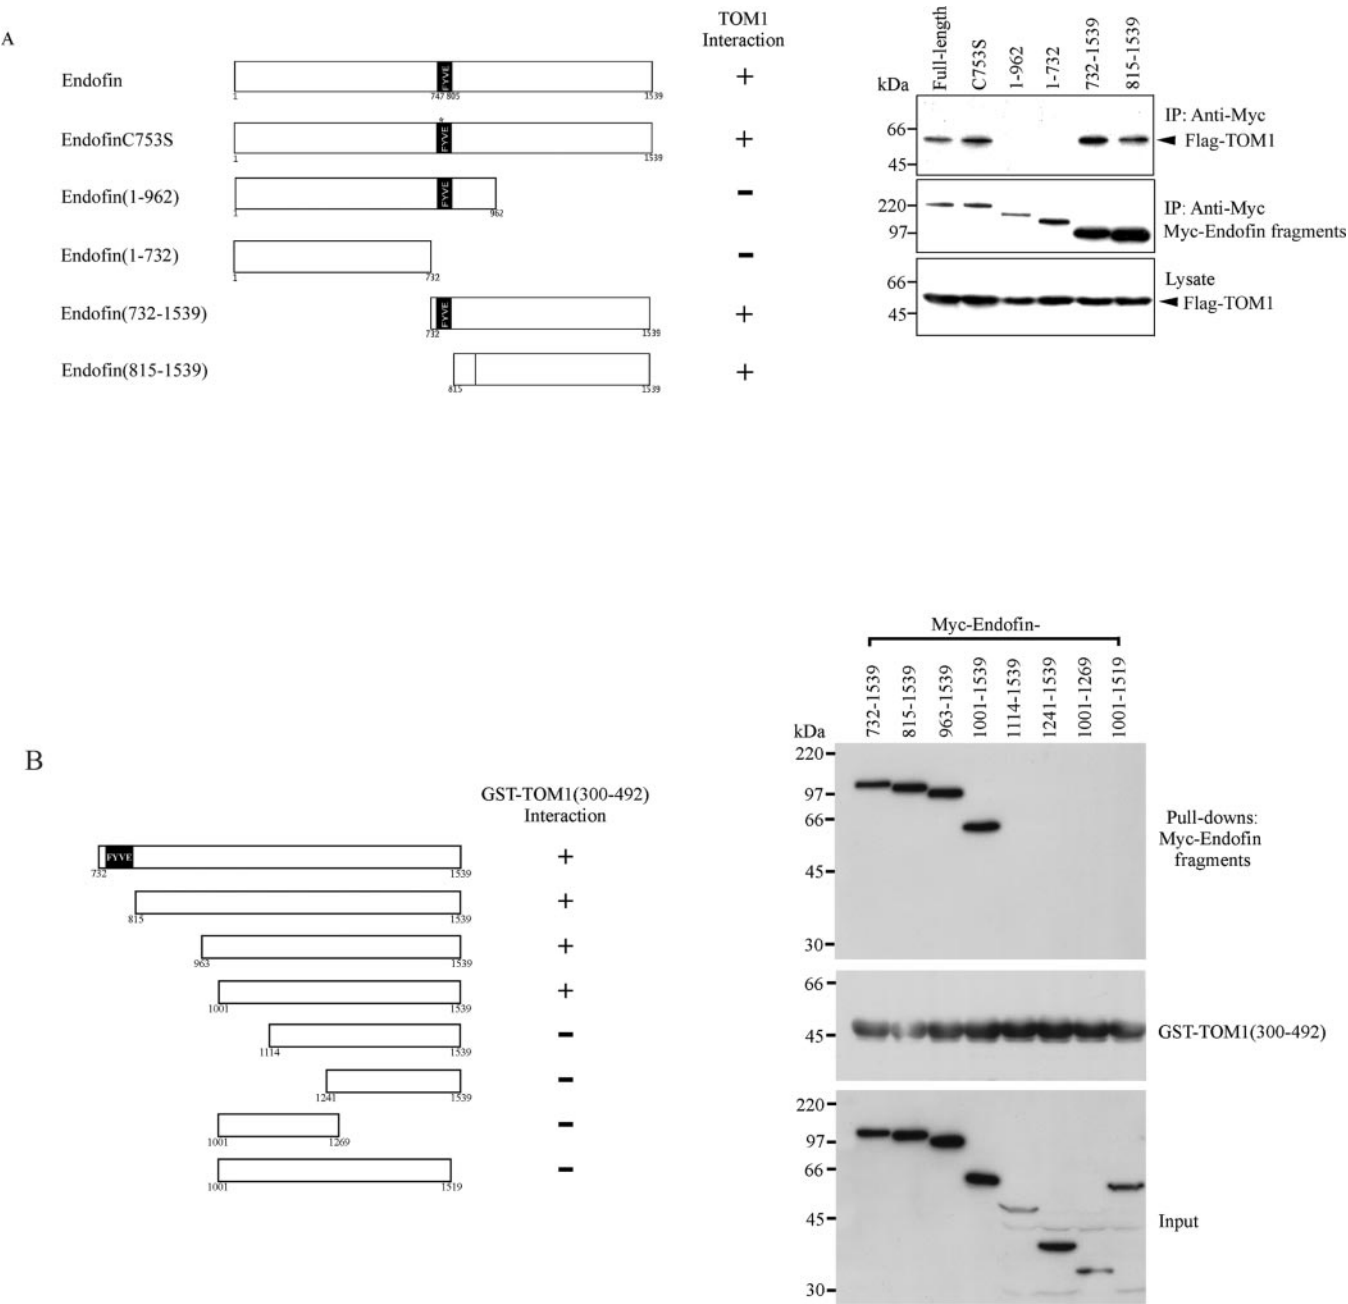 A
TOM1
Interaction
Endofin
FYVE
+
1
747 805
1539
EndofinC753S
*
FYVE
+
1
1539
Endofin(1-962)
FYVE
-
1
962
Endofin(1-732)
-
1
732
Endofin(732-1539)
FYVE
+
732
1539
Endofin(815-1539)
+
815
1539
kDa
Full-length
C753S
1-962
1-732
732-1539
815-1539
66
45
IP: Anti-Myc
Flag-TOM1
220
97
IP: Anti-Myc
Myc-Endofin fragments
66
45
Lysate
Flag-TOM1
B
GST-TOM1(300-492)
Interaction
FYVE
+
732
1539
+
815
1539
+
963
1539
+
1001
1539
-
1114
1539
-
1241
1539
-
1001
1269
-
1001
1519
Myc-Endofin-
kDa
732-1539
815-1539
963-1539
1001-1539
1114-1539
1241-1539
1001-1269
1001-1519
220
97
66
45
30
Pull-downs:
Myc-Endofin
fragments
66
45
GST-TOM1(300-492)
220
97
66
45
30
Input